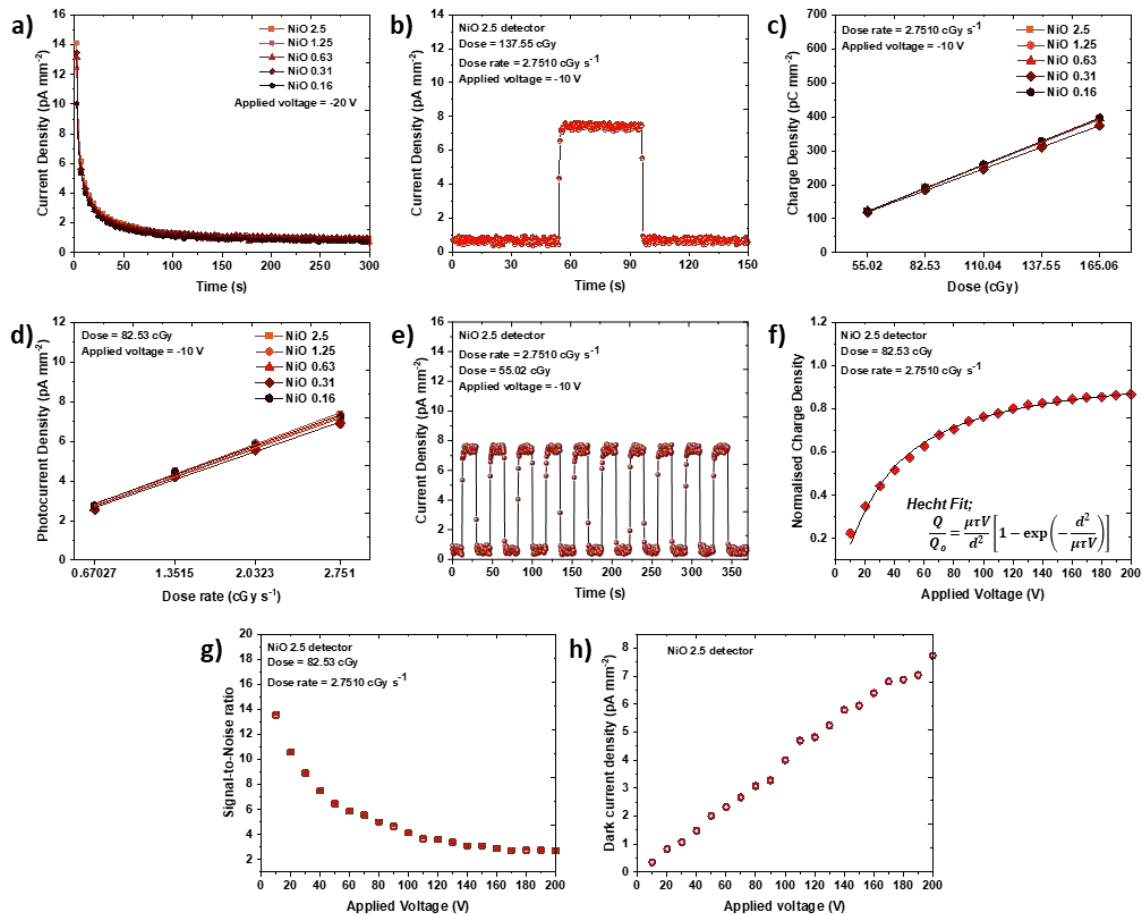 a)
14
12
10
8
6
4
2
0
Current Density (pA mm⁻²)
NiO 2.5
NiO 1.25
NiO 0.63
NiO 0.31
NiO 0.16
Applied voltage = -20 V
0 50 100 150 200 250 300
Time (s)
b)
16
14
12
10
8
6
4
2
0
Current Density (pA mm⁻²)
NiO 2.5 detector
Dose = 137.55 cGy
Dose rate = 2.7510 cGy s⁻¹
Applied voltage = -10 V
0 30 60 90 120 150
Time (s)
c)
700
600
500
400
300
200
100
0
Charge Density (pC mm⁻²)
Dose rate = 2.7510 cGy s⁻¹
Applied voltage = -10 V
NiO 2.5
NiO 1.25
NiO 0.63
NiO 0.31
NiO 0.16
55.02 82.53 110.04 137.55 165.06
Dose (cGy)
d)
12
10
8
6
4
2
0
Photocurrent Density (pA mm⁻²)
Dose = 82.53 cGy
Applied voltage = -10 V
NiO 2.5
NiO 1.25
NiO 0.63
NiO 0.31
NiO 0.16
0.67027 1.3515 2.0323 2.751
Dose rate (cGy s⁻¹)
e)
16
14
12
10
8
6
4
2
0
Current Density (pA mm⁻²)
NiO 2.5 detector
Dose rate = 2.7510 cGy s⁻¹
Dose = 55.02 cGy
Applied voltage = -10 V
0 50 100 150 200 250 300 350
Time (s)
f)
1.2
1.0
0.8
0.6
0.4
0.2
Normalised Charge Density
NiO 2.5 detector
Dose = 82.53 cGy
Dose rate = 2.7510 cGy s⁻¹
Hecht Fit;
Q/Qₒ = μτV/d² [1 − exp(−d²/μτV)]
0 20 40 60 80 100 120 140 160 180 200
Applied Voltage (V)
g)
20
18
16
14
12
10
8
6
4
2
Signal-to-Noise ratio
NiO 2.5 detector
Dose = 82.53 cGy
Dose rate = 2.7510 cGy s⁻¹
0 20 40 60 80 100 120 140 160 180 200
Applied Voltage (V)
h)
8
7
6
5
4
3
2
1
0
Dark current density (pA mm⁻²)
NiO 2.5 detector
0 20 40 60 80 100 120 140 160 180 200
Applied voltage (V)